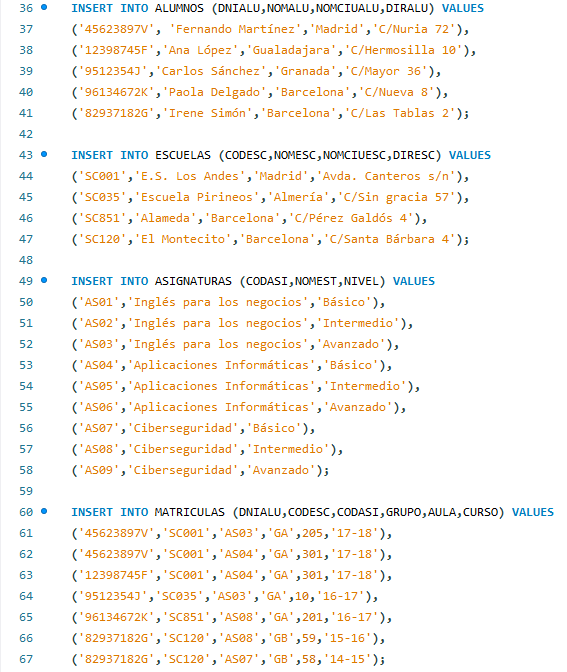 36 INSERT INTO ALUMNOS (DNIALU,NOMALU,NOMCIUALU,DIRALU) VALUES
37 ('45623897V', 'Fernando Martínez','Madrid','C/Nuria 72'),
38 ('12398745F','Ana López','Gualadajara','C/Hermosilla 10'),
39 ('9512354J','Carlos Sánchez','Granada','C/Mayor 36'),
40 ('96134672K','Paola Delgado','Barcelona','C/Nueva 8'),
41 ('82937182G','Irene Simón','Barcelona','C/Las Tablas 2');
42
43 INSERT INTO ESCUELAS (CODESC,NOMESC,NOMCIUESC,DIRESC) VALUES
44 ('SC001','E.S. Los Andes','Madrid','Avda. Canteros s/n'),
45 ('SC035','Escuela Pirineos','Almería','C/Sin gracia 57'),
46 ('SC851','Alameda','Barcelona','C/Pérez Galdós 4'),
47 ('SC120','El Montecito','Barcelona','C/Santa Bárbara 4');
48
49 INSERT INTO ASIGNATURAS (CODASI,NOMEST,NIVEL) VALUES
50 ('AS01','Inglés para los negocios','Básico'),
51 ('AS02','Inglés para los negocios','Intermedio'),
52 ('AS03','Inglés para los negocios','Avanzado'),
53 ('AS04','Aplicaciones Informáticas','Básico'),
54 ('AS05','Aplicaciones Informáticas','Intermedio'),
55 ('AS06','Aplicaciones Informáticas','Avanzado'),
56 ('AS07','Ciberseguridad','Básico'),
57 ('AS08','Ciberseguridad','Intermedio'),
58 ('AS09','Ciberseguridad','Avanzado');
59
60 INSERT INTO MATRICULAS (DNIALU,CODESC,CODASI,GRUPO,AULA,CURSO) VALUES
61 ('45623897V','SC001','AS03','GA',205,'17-18'),
62 ('45623897V','SC001','AS04','GA',301,'17-18'),
63 ('12398745F','SC001','AS04','GA',301,'17-18'),
64 ('9512354J','SC035','AS03','GA',10,'16-17'),
65 ('96134672K','SC851','AS08','GA',201,'16-17'),
66 ('82937182G','SC120','AS08','GB',59,'15-16'),
67 ('82937182G','SC120','AS07','GB',58,'14-15');